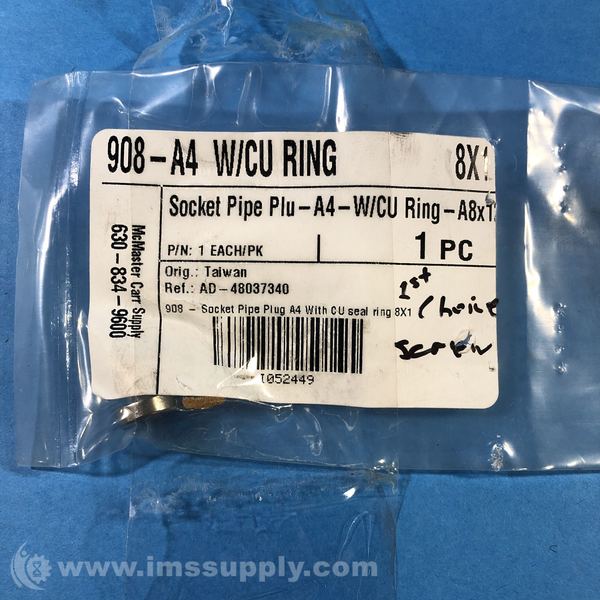 908-A4 W/CU RING 8X1
Socket Pipe Plu-A4-W/CU Ring-A8x1
P/N: 1 EACH/PK 1 PC
Orig.: Taiwan
Ref.: AD-48037340
908 - Socket Pipe Plug A4 With CU seal ring 8X1
I052449
McMaster Carr Supply
630-834-9600
1st Choice
screw
www.imssupply.com